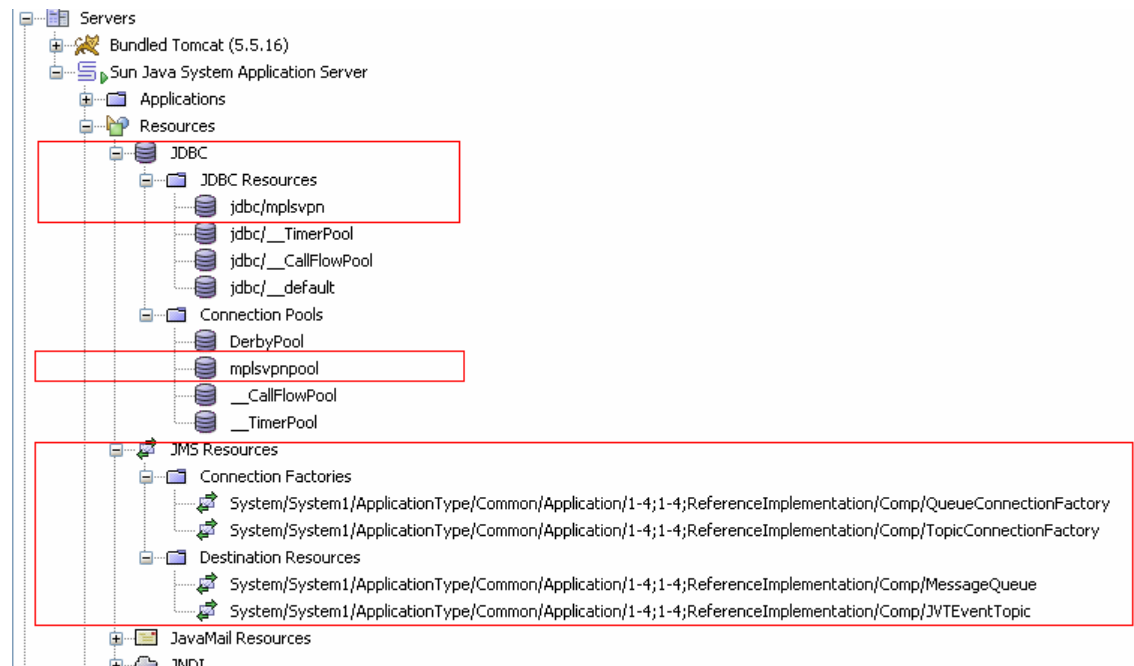 Servers
Bundled Tomcat (5.5.16)
Sun Java System Application Server
Applications
Resources
JDBC
JDBC Resources
jdbc/mplsvpn
jdbc/__TimerPool
jdbc/__CallFlowPool
jdbc/__default
Connection Pools
DerbyPool
mplsvpnpool
__CallFlowPool
__TimerPool
JMS Resources
Connection Factories
System/System1/ApplicationType/Common/Application/1-4;1-4;ReferenceImplementation/Comp/QueueConnectionFactory
System/System1/ApplicationType/Common/Application/1-4;1-4;ReferenceImplementation/Comp/TopicConnectionFactory
Destination Resources
System/System1/ApplicationType/Common/Application/1-4;1-4;ReferenceImplementation/Comp/MessageQueue
System/System1/ApplicationType/Common/Application/1-4;1-4;ReferenceImplementation/Comp/JVTEventTopic
JavaMail Resources
JNDI